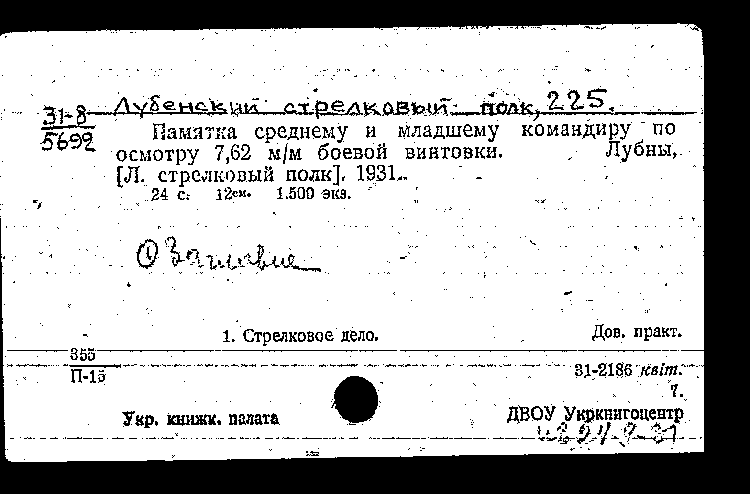 31-8
5692
Лубенский стрелковый полк, 225.
Памятка среднему и младшему командиру по
осмотру 7,62 м/м боевой винтовки. Лубны,
[Л. стрелковый полк]. 1931.
24 с. 12см. 1.500 экз.
Заглавие
1. Стрелковое дело. Дов. практ.
355
П-15
31-2186 квіт.
7.
Укр. книжк. палата
ДВОУ Укркнигоцентр